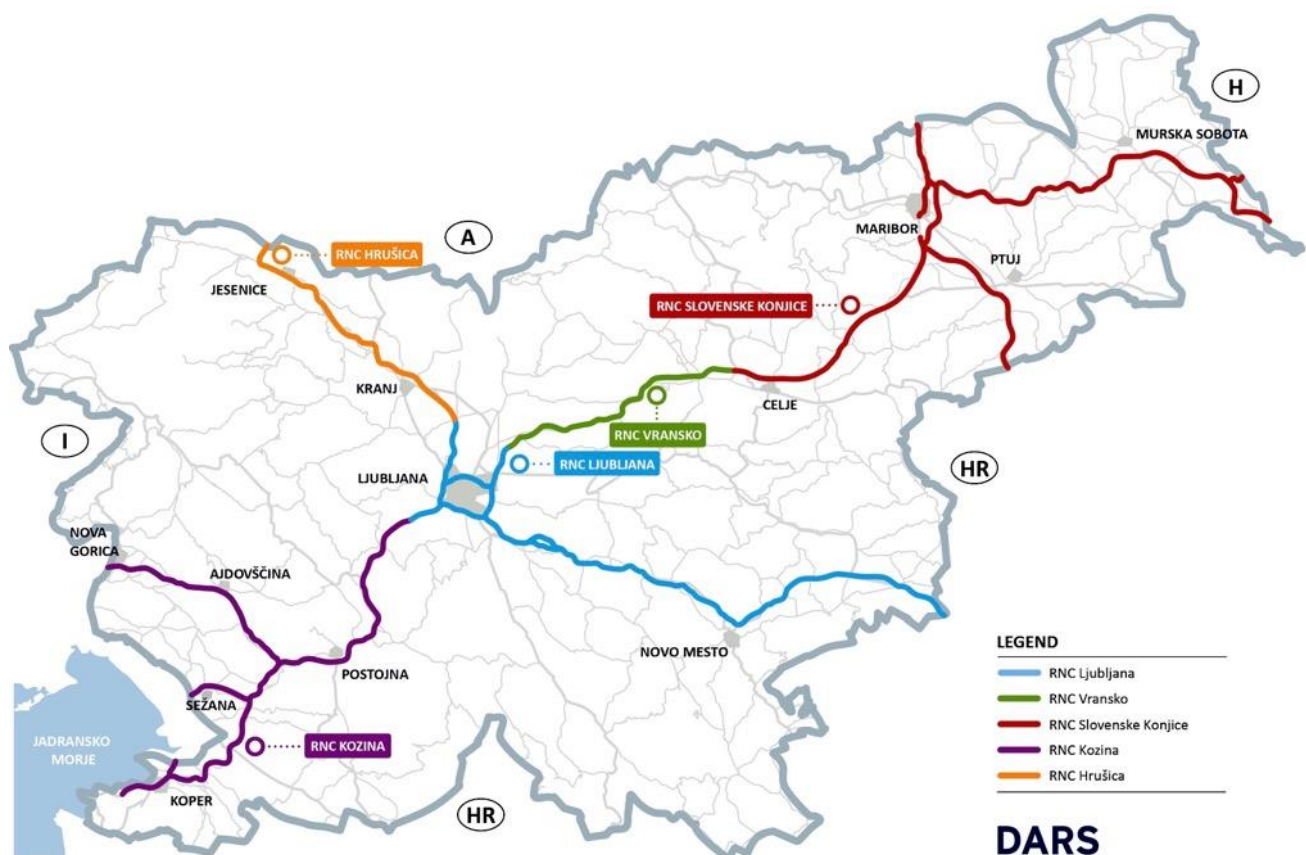 H
MURSKA SOBOTA
MARIBOR
A
RNC HRUŠICA
PTUJ
JESENICE
RNC SLOVENSKE KONJICE
KRANJ
CELJE
I
RNC VRANSKO
RNC LJUBLJANA
HR
LJUBLJANA
NOVA
GORICA
AJDOVŠČINA
NOVO MESTO
POSTOJNA
SEŽANA
JADRANSKO
MORJE
RNC KOZINA
KOPER
HR
LEGEND
RNC Ljubljana
RNC Vransko
RNC Slovenske Konjice
RNC Kozina
RNC Hrušica
DARS